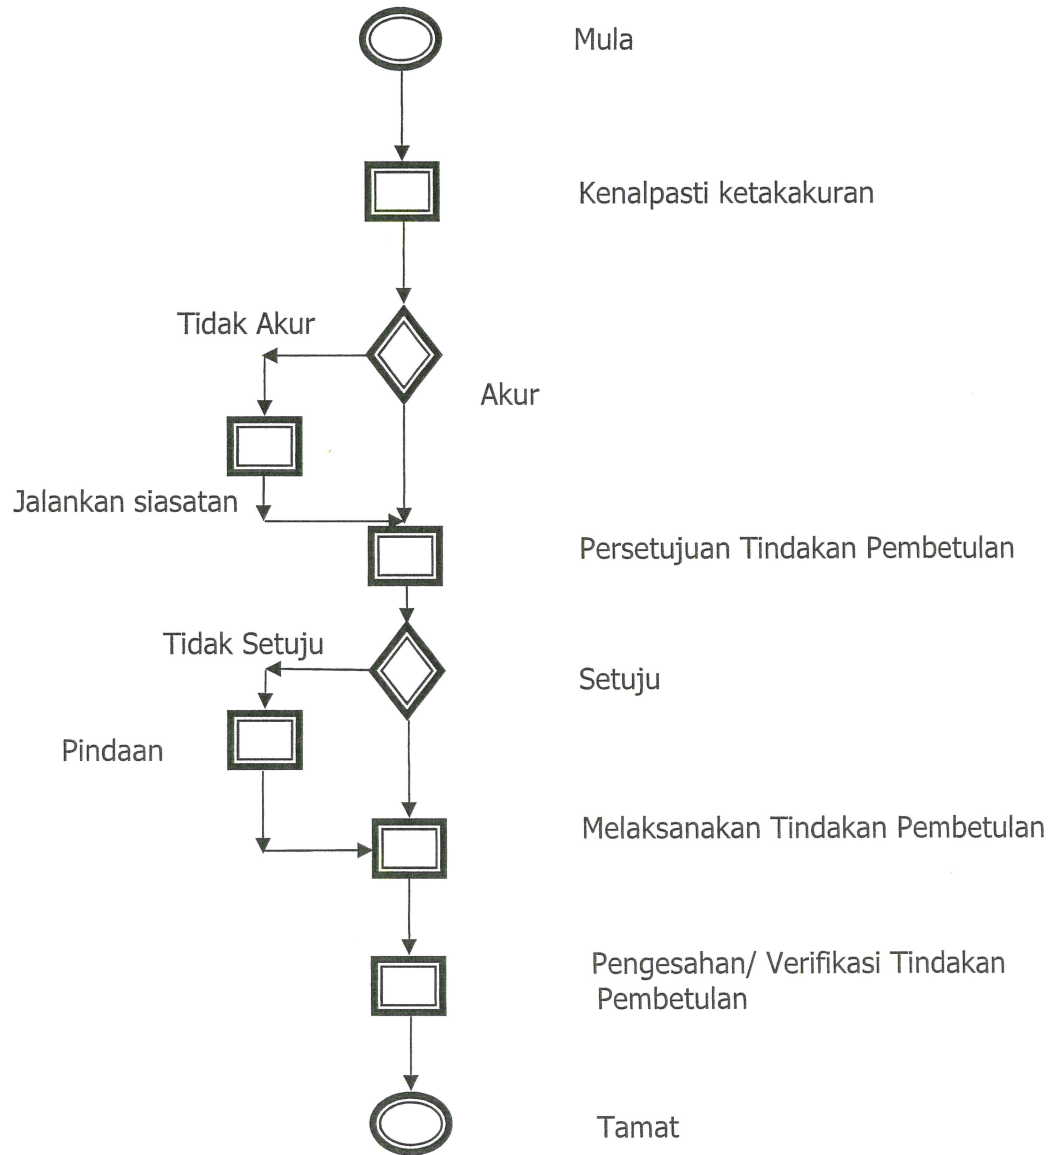 Mula
Kenalpasti ketakakuran
Tidak Akur
Akur
Jalankan siasatan
Persetujuan Tindakan Pembetulan
Tidak Setuju
Setuju
Pindaan
Melaksanakan Tindakan Pembetulan
Pengesahan/ Verifikasi Tindakan
Pembetulan
Tamat